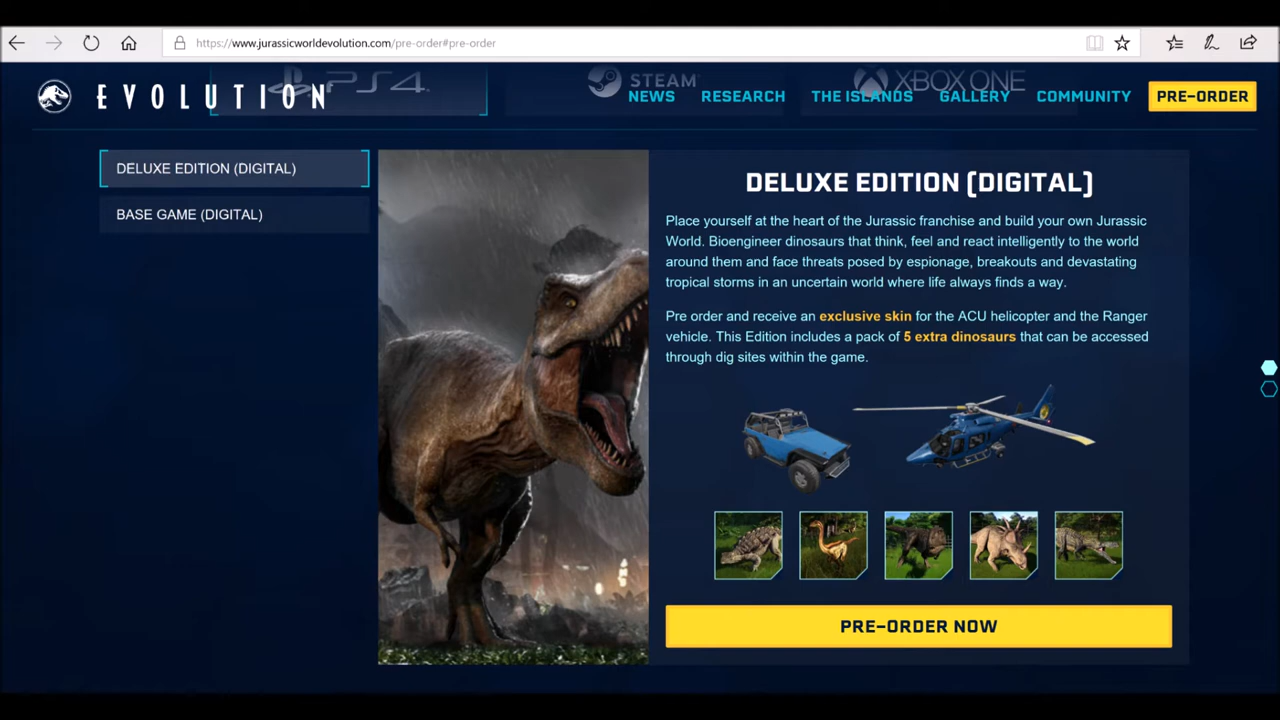 https://www.jurassicworldevolution.com/pre-order#pre-order
PS4 STEAM XBOX ONE
EVOLUTION NEWS RESEARCH THE ISLANDS GALLERY COMMUNITY PRE-ORDER
DELUXE EDITION (DIGITAL)
BASE GAME (DIGITAL)
DELUXE EDITION (DIGITAL)
Place yourself at the heart of the Jurassic franchise and build your own Jurassic
World. Bioengineer dinosaurs that think, feel and react intelligently to the world
around them and face threats posed by espionage, breakouts and devastating
tropical storms in an uncertain world where life always finds a way.
Pre order and receive an exclusive skin for the ACU helicopter and the Ranger
vehicle. This Edition includes a pack of 5 extra dinosaurs that can be accessed
through dig sites within the game.
PRE-ORDER NOW